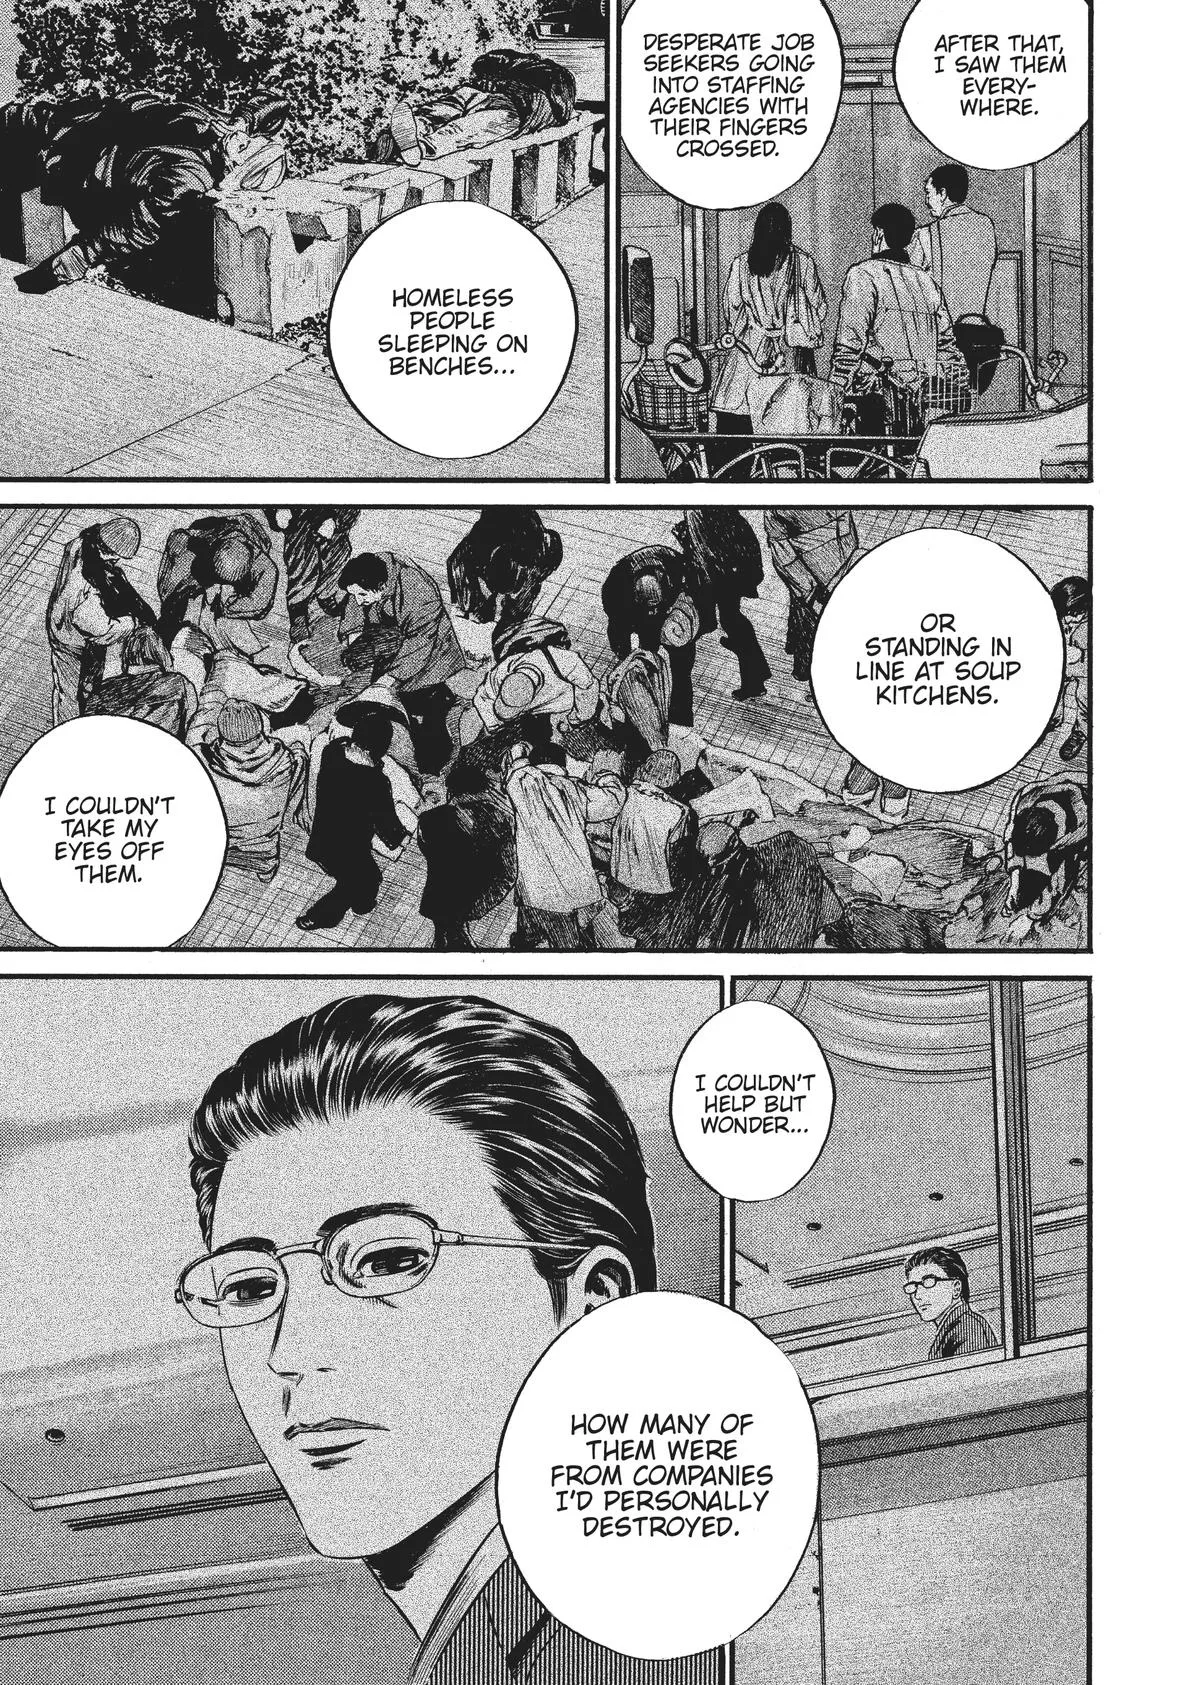 AFTER THAT,
I SAW THEM
EVERY-
WHERE.
DESPERATE JOB
SEEKERS GOING
INTO STAFFING
AGENCIES WITH
THEIR FINGERS
CROSSED.
HOMELESS
PEOPLE
SLEEPING ON
BENCHES...
OR
STANDING IN
LINE AT SOUP
KITCHENS.
I COULDN'T
TAKE MY
EYES OFF
THEM.
I COULDN'T
HELP BUT
WONDER...
HOW MANY OF
THEM WERE
FROM COMPANIES
I'D PERSONALLY
DESTROYED.